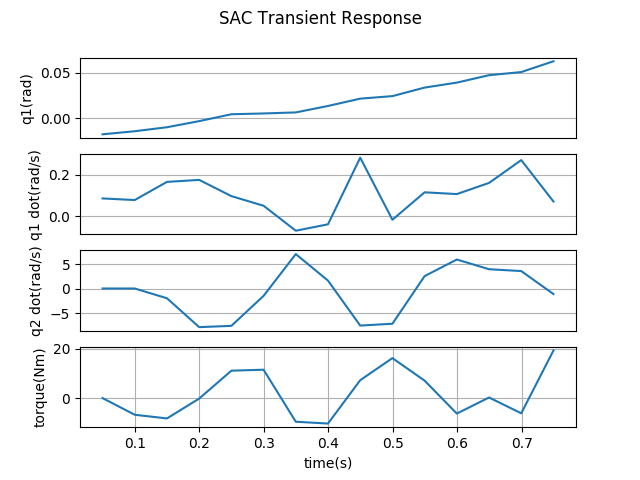 SAC Transient Response
q1(rad)
0.05
0.00
q1 dot(rad/s)
0.2
0.0
q2 dot(rad/s)
5
0
−5
torque(Nm)
20
0
0.1 0.2 0.3 0.4 0.5 0.6 0.7
time(s)